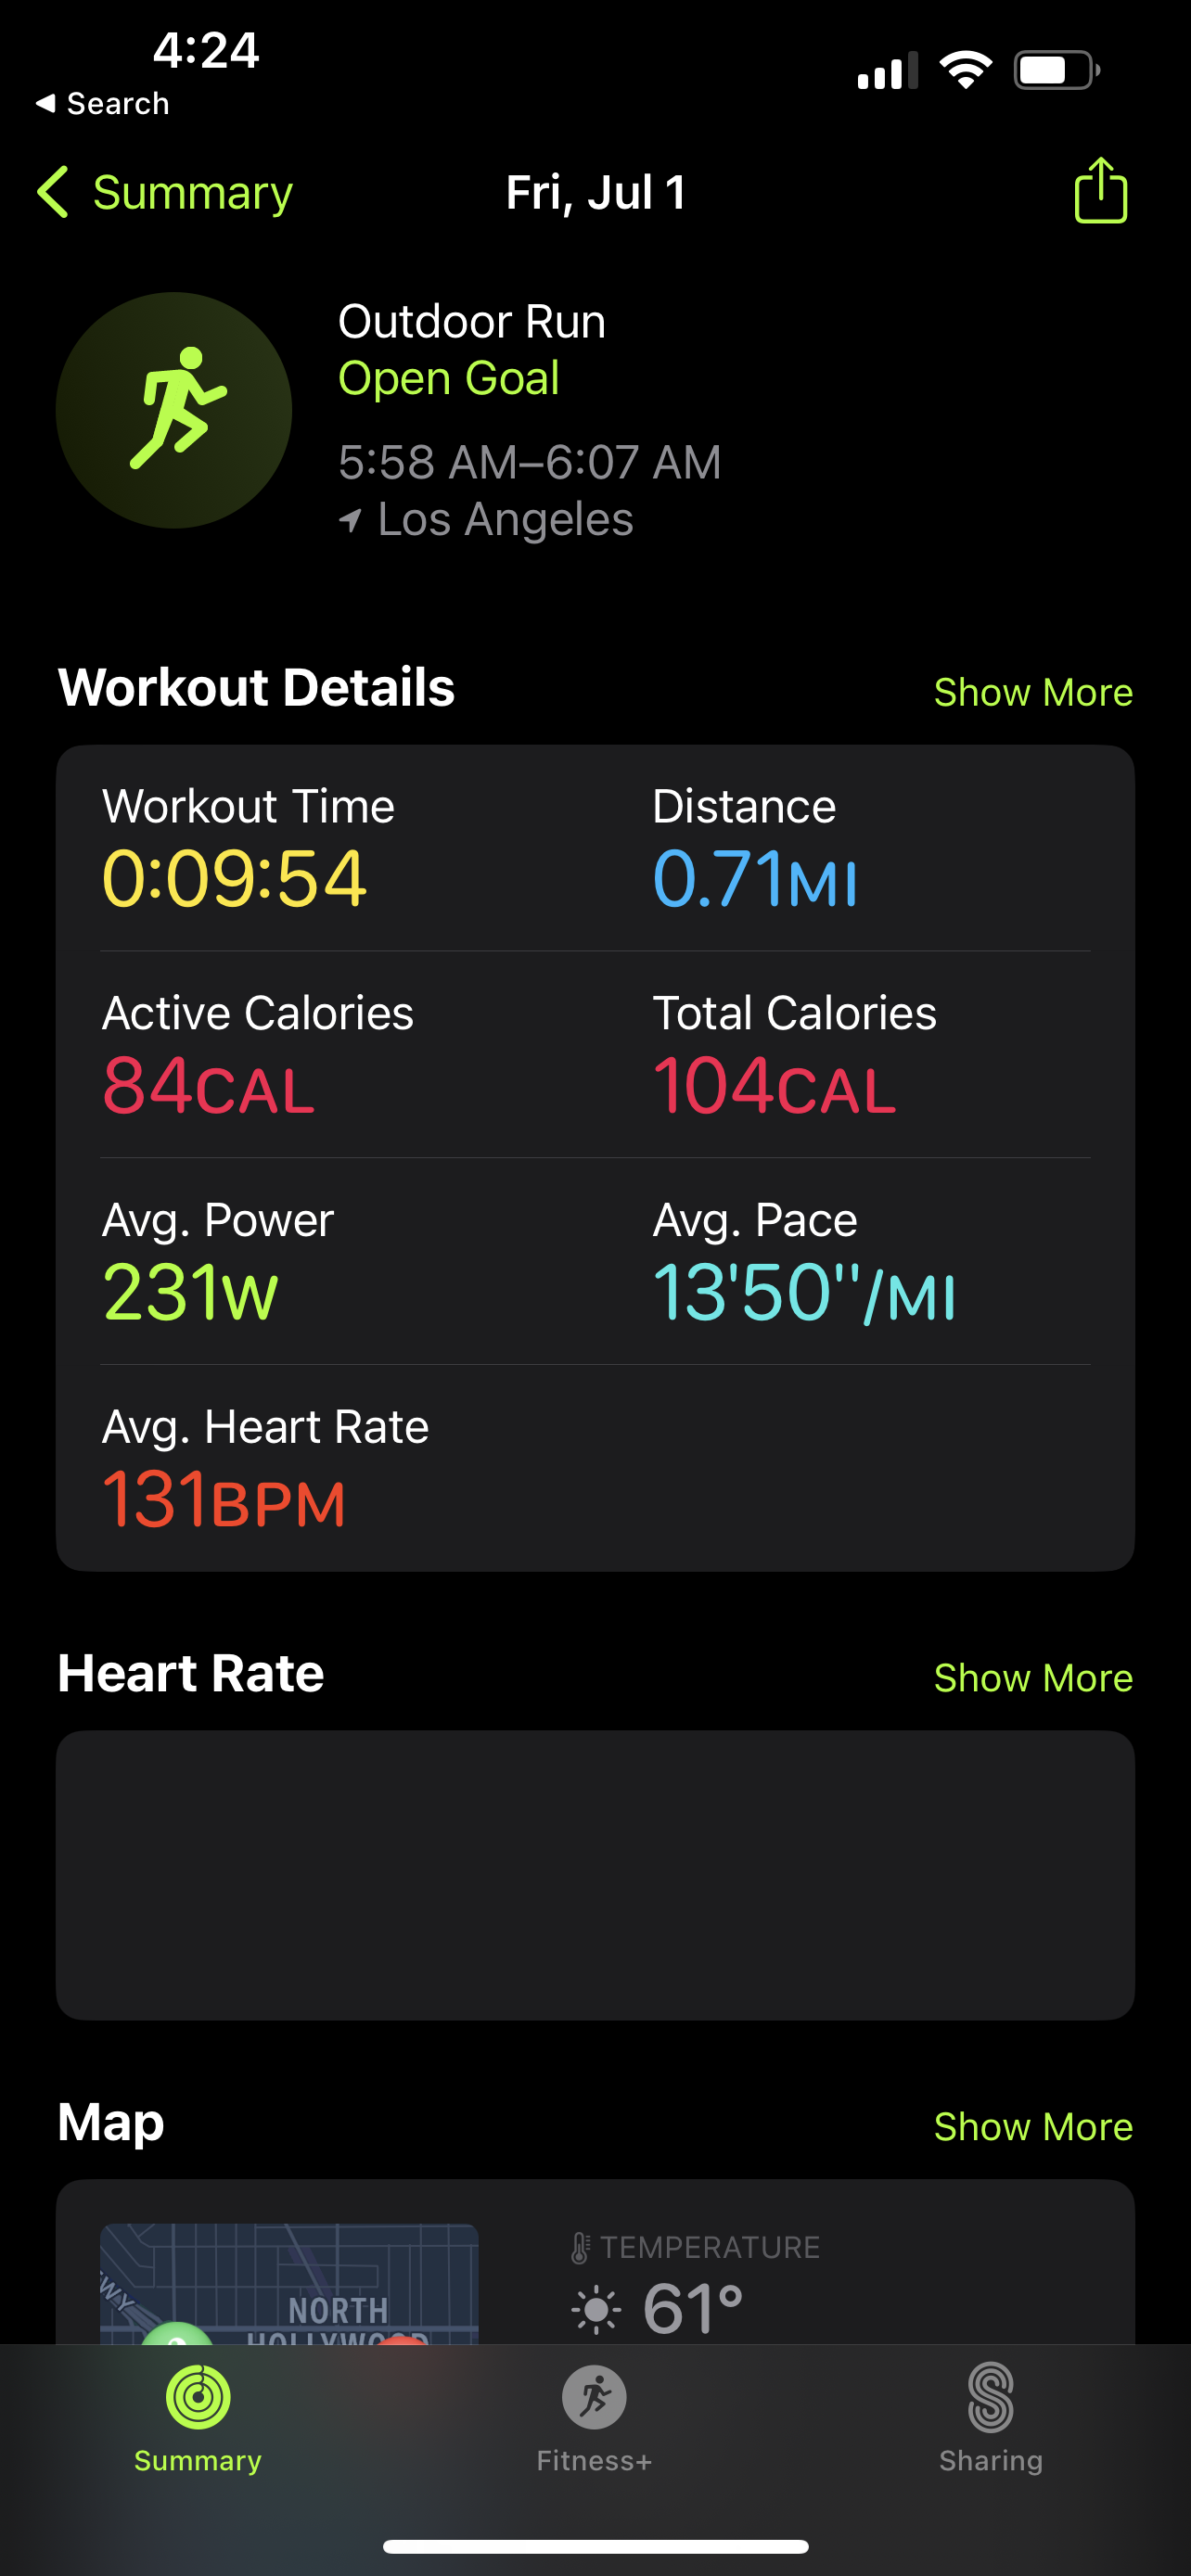 4:24
◀ Search
Summary
Fri, Jul 1
Outdoor Run
Open Goal
5:58 AM–6:07 AM
Los Angeles
Workout Details
Show More
Workout Time
Distance
0:09:54
0.71MI
Active Calories
Total Calories
84CAL
104CAL
Avg. Power
Avg. Pace
231W
13'50"/MI
Avg. Heart Rate
131BPM
Heart Rate
Show More
Map
Show More
WY
NORTH
HOLLYWOOD
TEMPERATURE
61°
Summary
Fitness+
Sharing